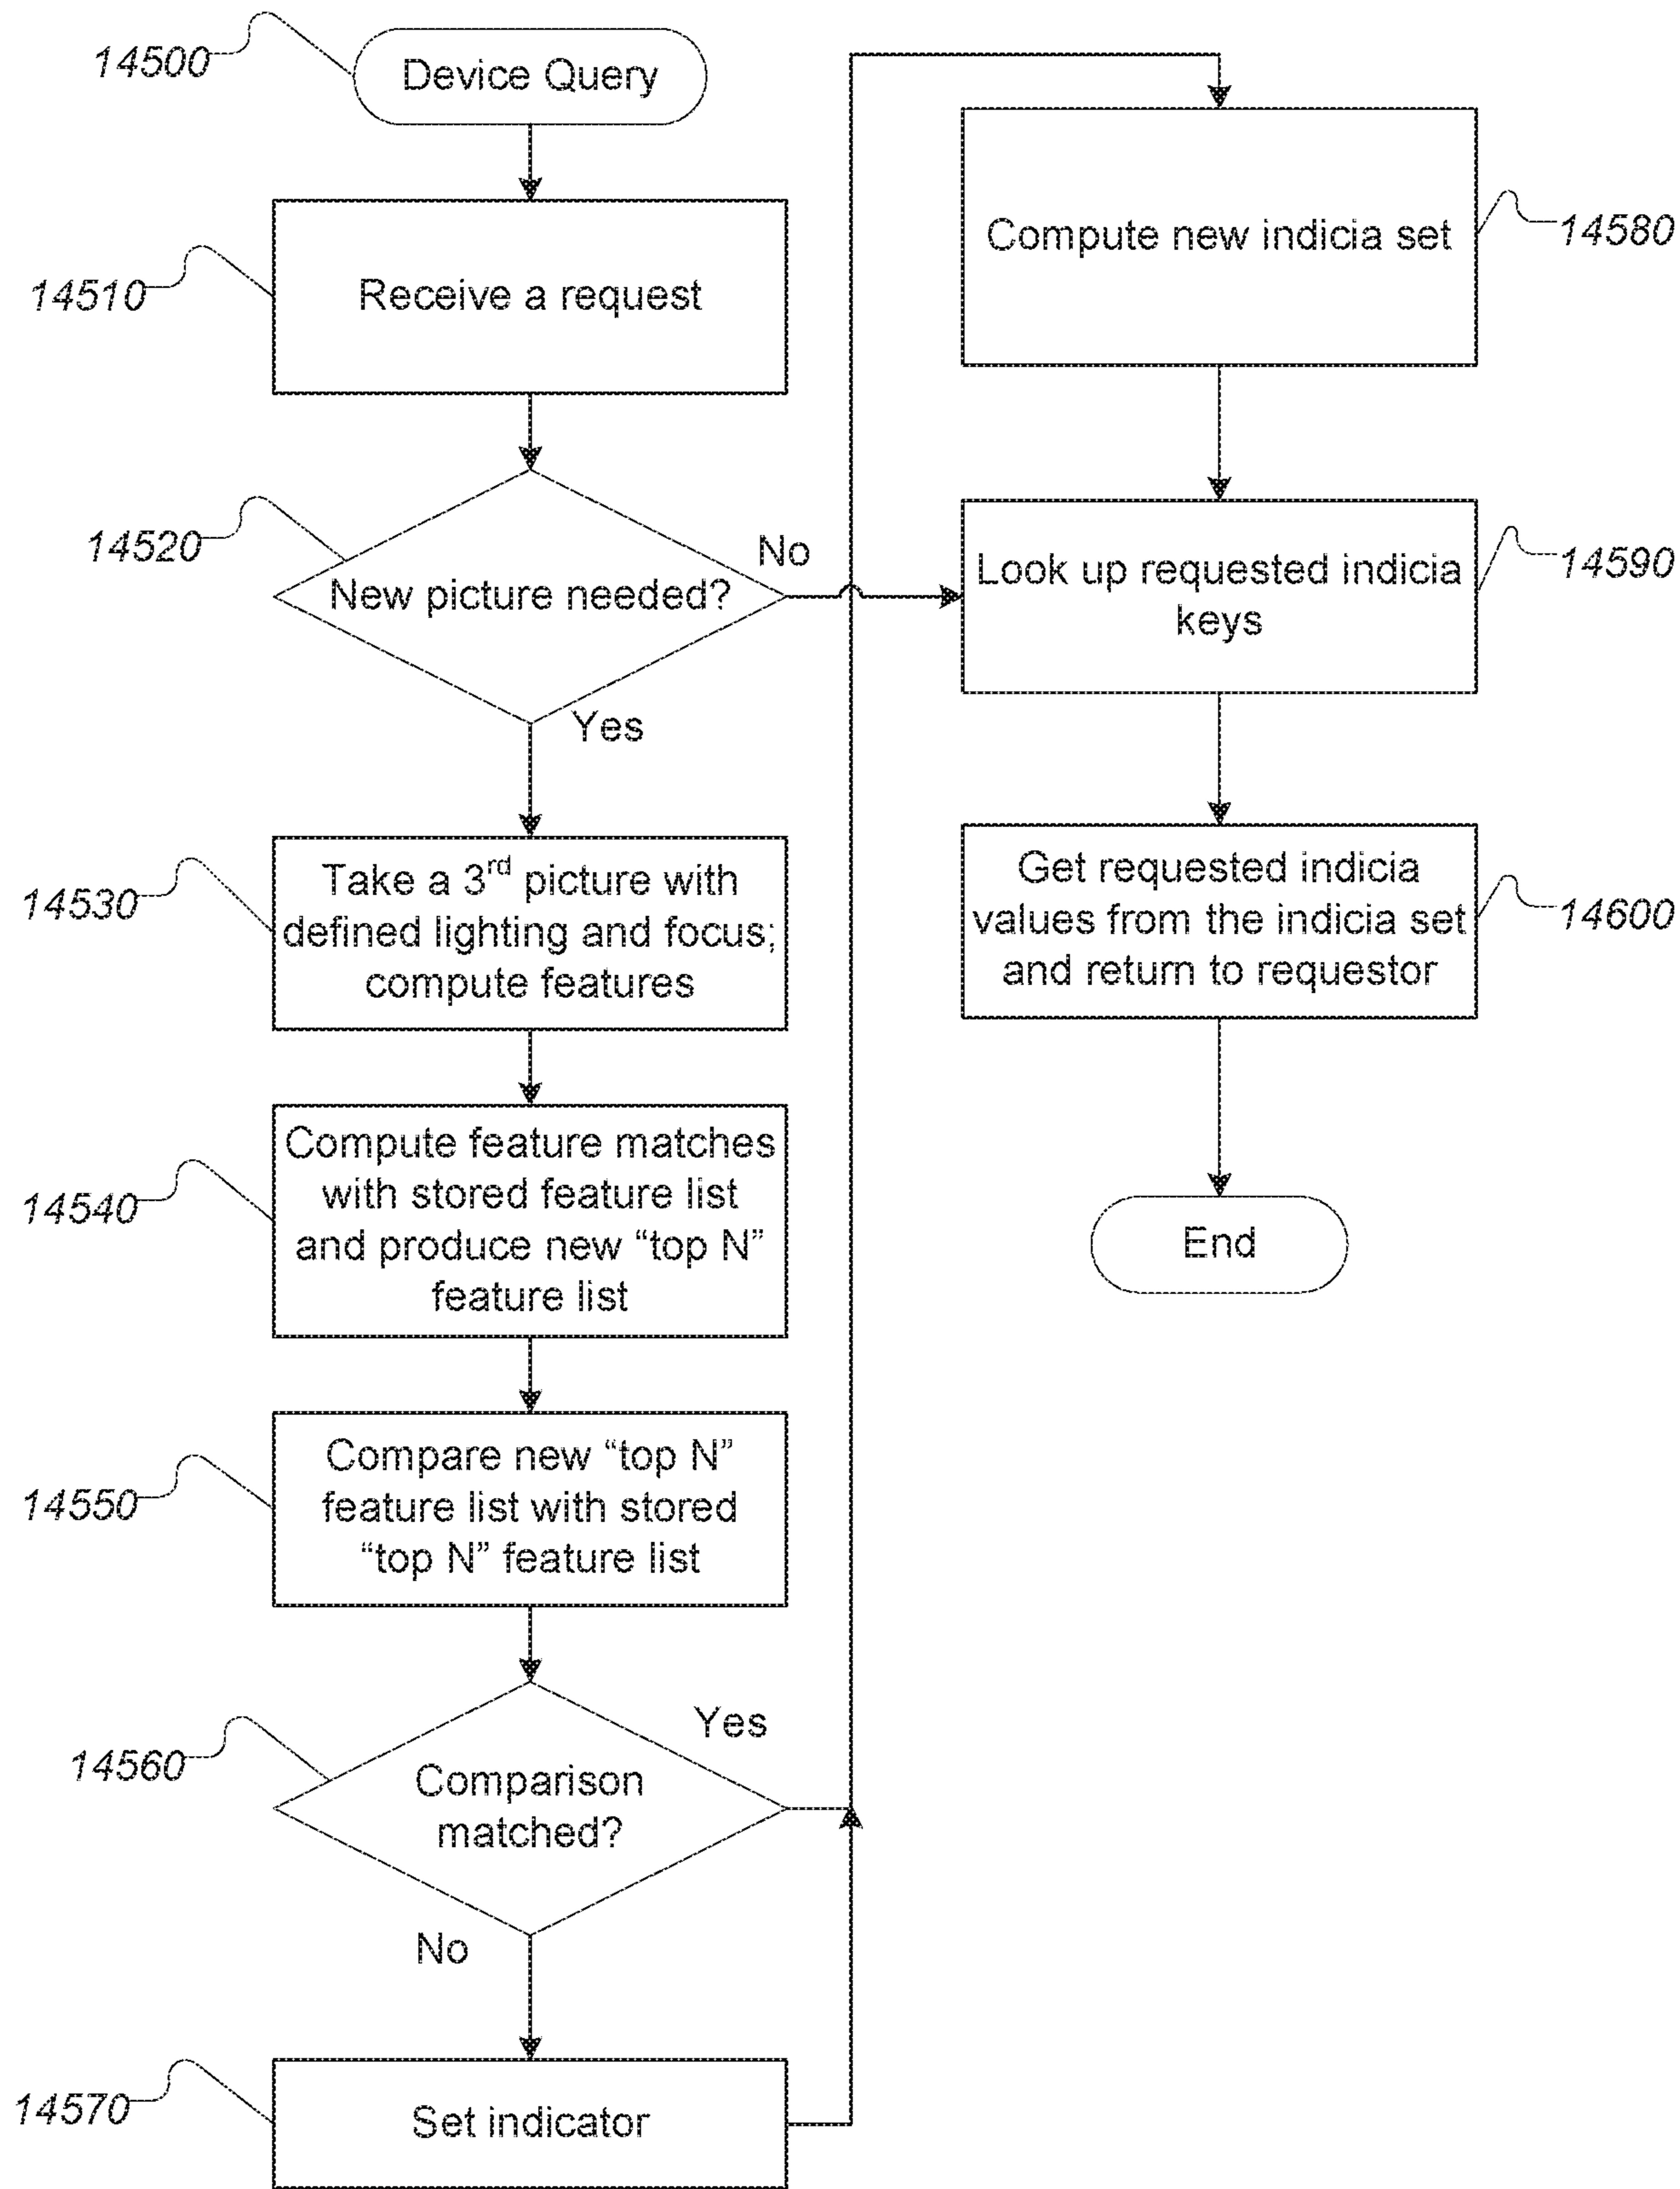 14500
Device Query
14510
Receive a request
14520
New picture needed?
No
Yes
14530
Take a 3rd picture with
defined lighting and focus;
compute features
14540
Compute feature matches
with stored feature list
and produce new “top N”
feature list
14550
Compare new “top N”
feature list with stored
“top N” feature list
14560
Comparison
matched?
Yes
No
14570
Set indicator
Compute new indicia set
14580
Look up requested indicia
keys
14590
Get requested indicia
values from the indicia set
and return to requestor
14600
End